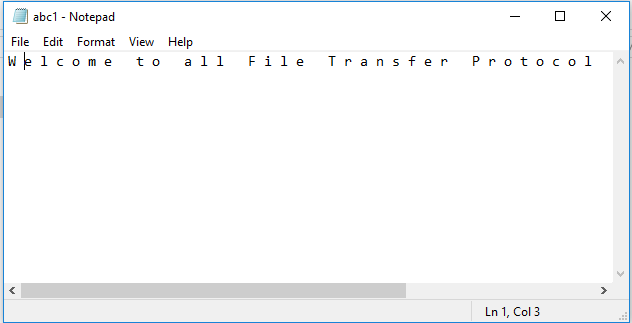 abc1 - Notepad
File Edit Format View Help
W e l c o m e   t o   a l l   F i l e   T r a n s f e r   P r o t o c o l
Ln 1, Col 3